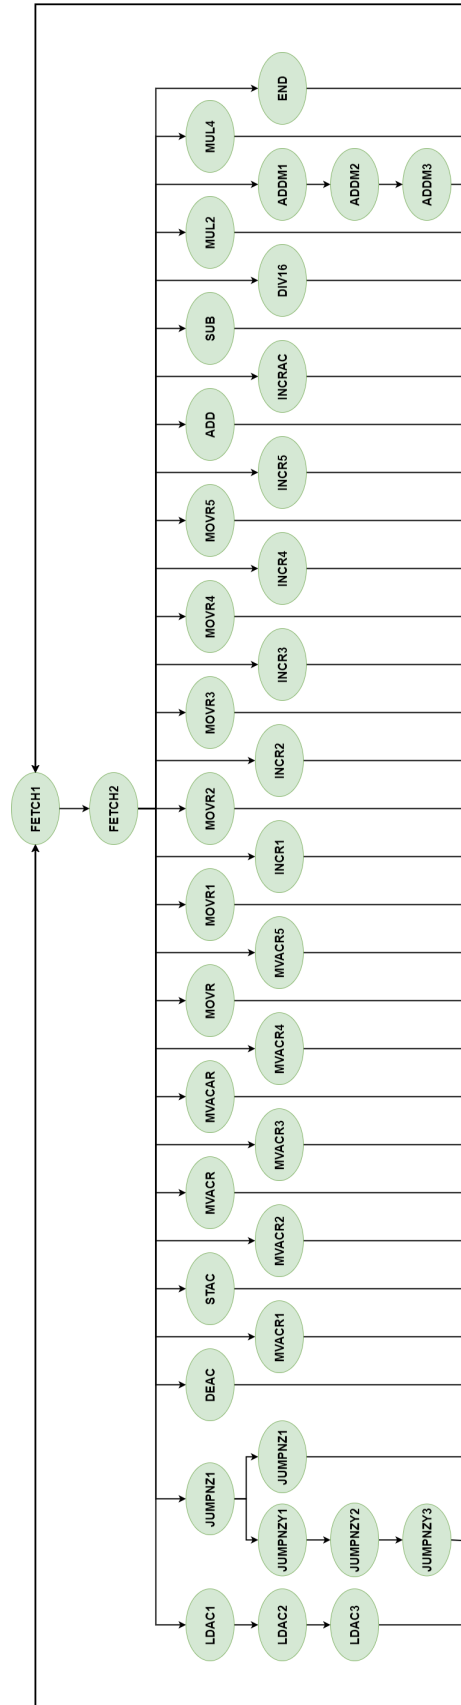 FETCH1
FETCH2
LDAC1
LDAC2
LDAC3
JUMPNZ1
JUMPNZY1
JUMPNZY2
JUMPNZY3
JUMPNZ1
DEAC
MVACR1
STAC
MVACR2
MVACR
MVACR3
MVACAR
MVACR4
MOVR
MVACR5
MOVR1
INCR1
MOVR2
INCR2
MOVR3
INCR3
MOVR4
INCR4
MOVR5
INCR5
ADD
INCRAC
SUB
DIV16
MUL2
ADDM1
ADDM2
ADDM3
MUL4
END